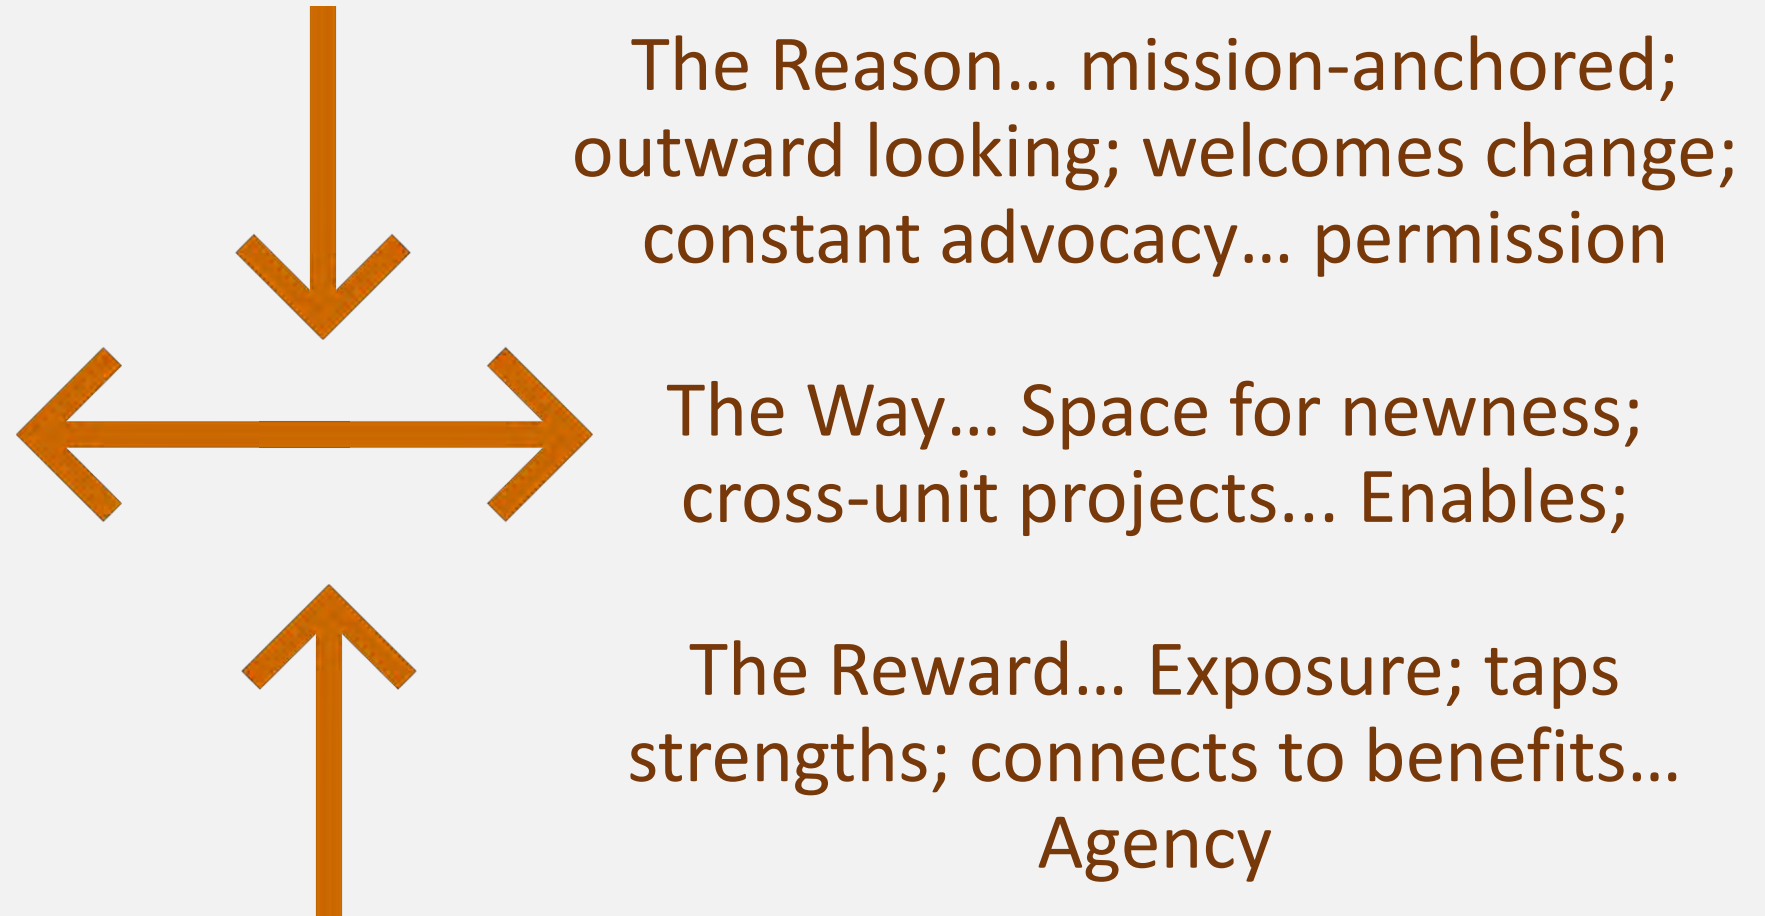 The Reason… mission-anchored;
outward looking; welcomes change;
constant advocacy… permission
The Way… Space for newness;
cross-unit projects... Enables;
The Reward… Exposure; taps
strengths; connects to benefits…
Agency